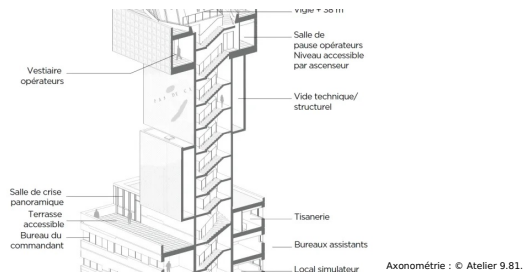 Vigie + 38 m
Salle de
pause opérateurs
Niveau accessible
par ascenseur
Vestiaire
opérateurs
Vide technique/
structurel
Salle de crise
panoramique
Terrasse
accessible
Bureau du
commandant
Tisanerie
Bureaux assistants
Local simulateur
Axonométrie : © Atelier 9.81.